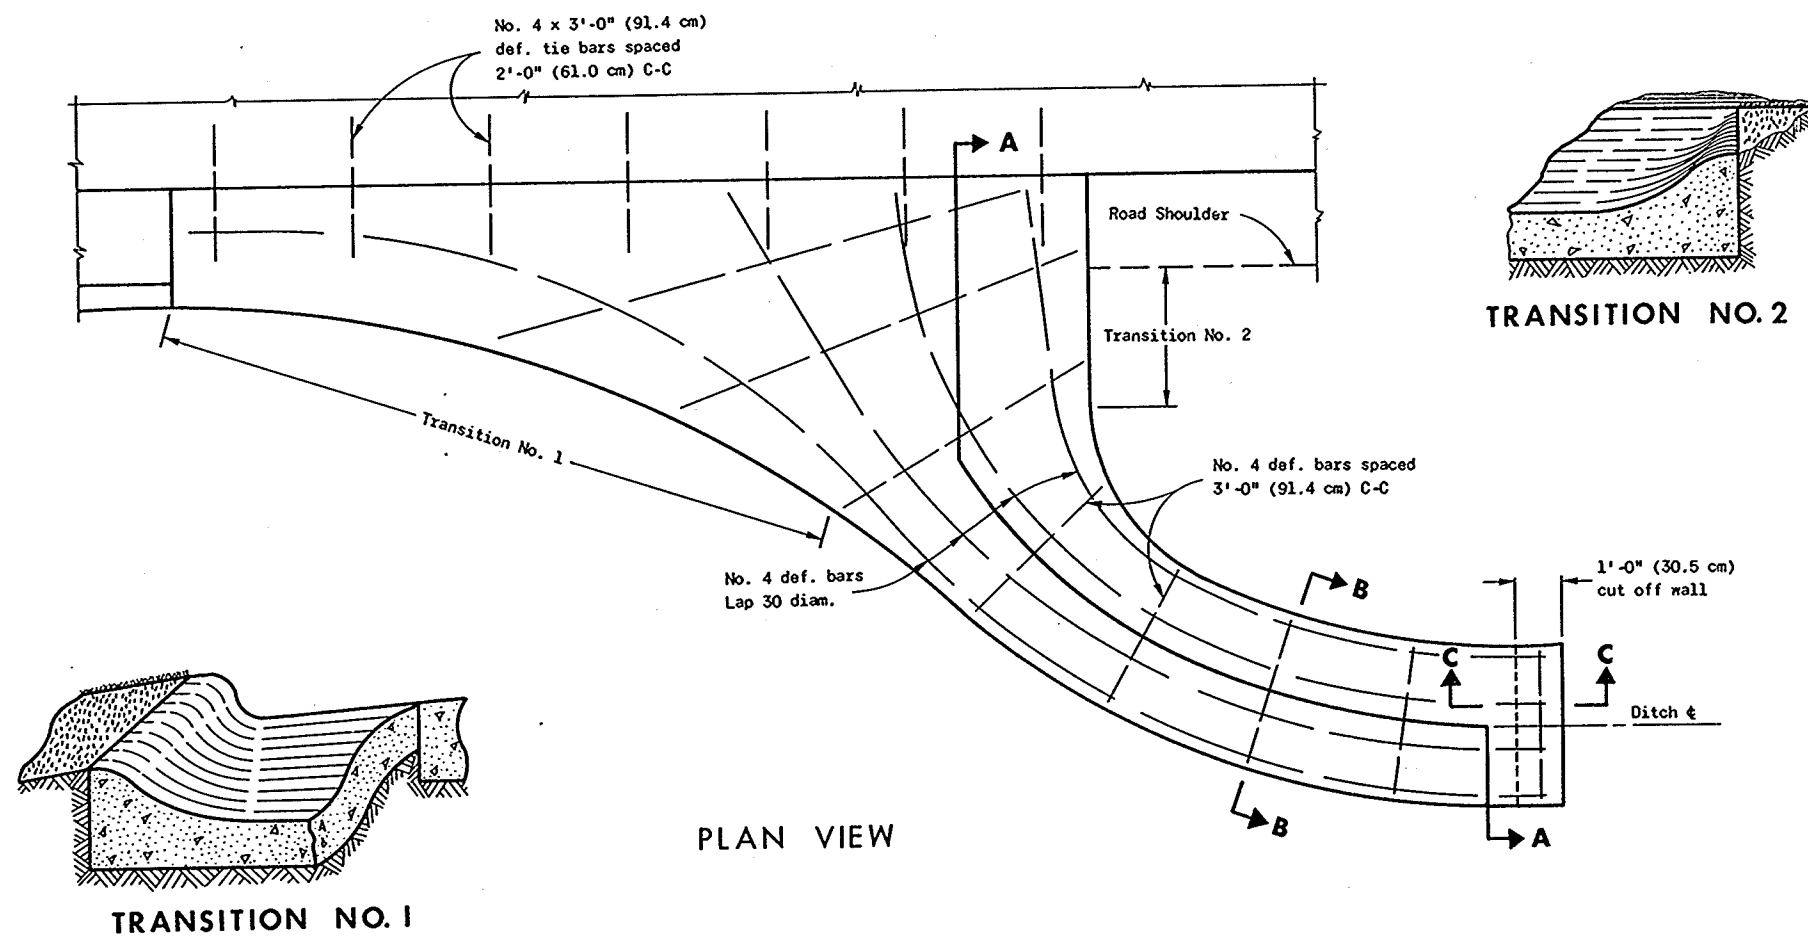 No. 4 x 3'-0" (91.4 cm)
def. tie bars spaced
2'-0" (61.0 cm) C-C
A
Road Shoulder
Transition No. 2
TRANSITION NO. 2
Transition No. 1
No. 4 def. bars spaced
3'-0" (91.4 cm) C-C
No. 4 def. bars
Lap 30 diam.
B
1'-0" (30.5 cm)
cut off wall
C
C
Ditch ℄
B
A
PLAN VIEW
TRANSITION NO. 1